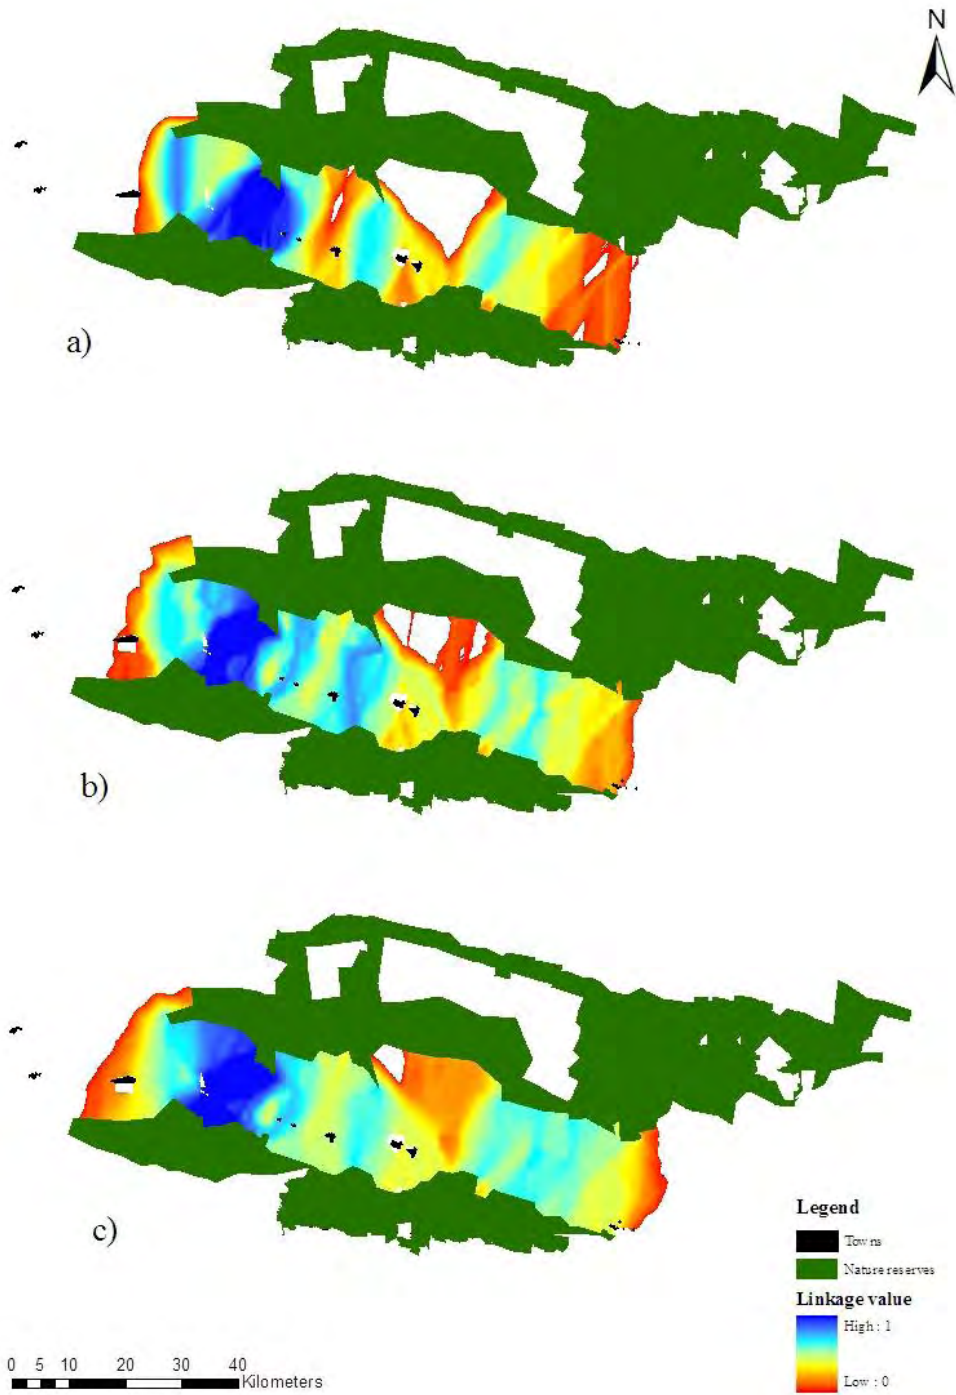 N
a)
b)
c)
Legend
Towns
Nature reserves
Linkage value
High : 1
Low : 0
0 5 10 20 30 40
Kilometers